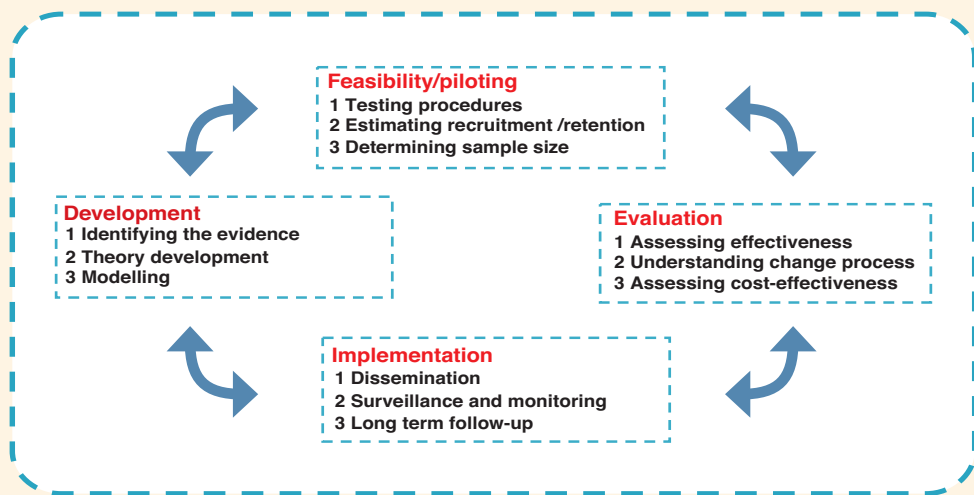 Feasibility/piloting
1 Testing procedures
2 Estimating recruitment /retention
3 Determining sample size
Development
1 Identifying the evidence
2 Theory development
3 Modelling
Evaluation
1 Assessing effectiveness
2 Understanding change process
3 Assessing cost-effectiveness
Implementation
1 Dissemination
2 Surveillance and monitoring
3 Long term follow-up